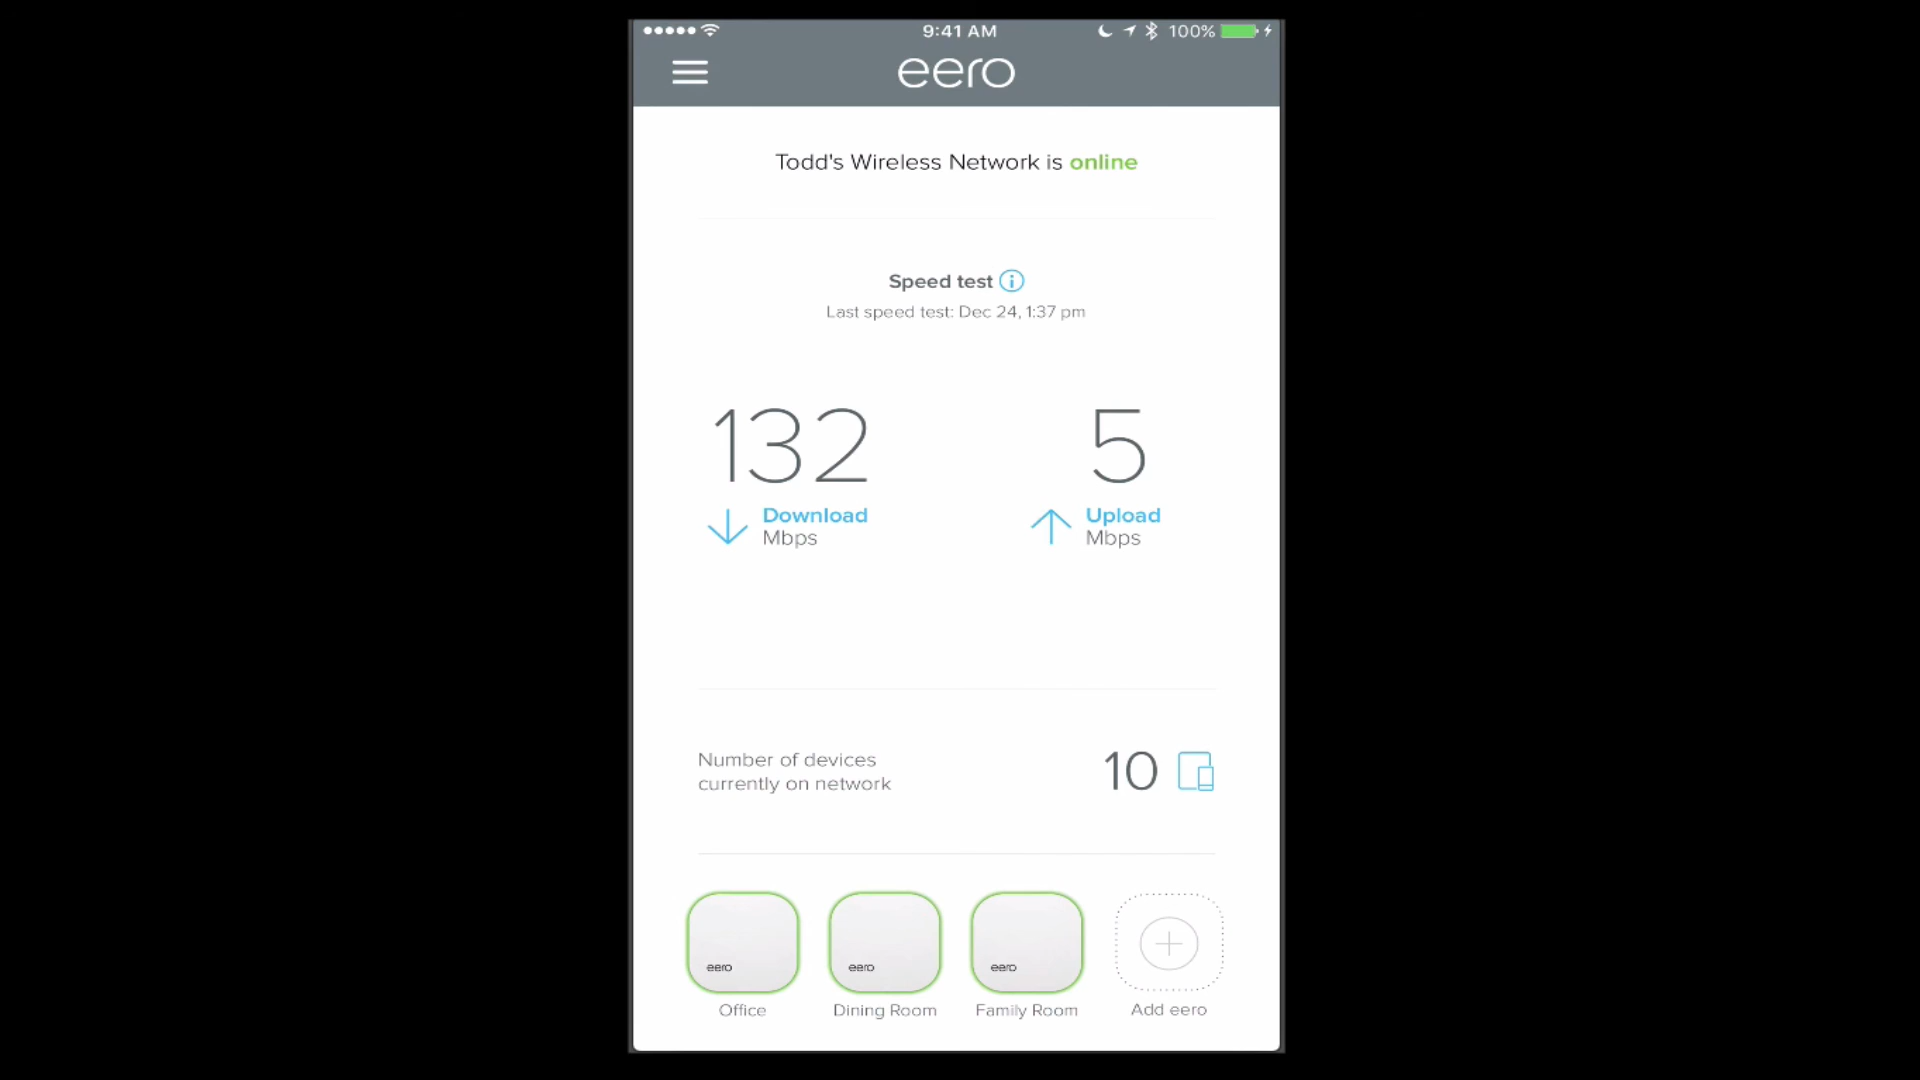 9:41 AM 100%
eero
Todd's Wireless Network is online
Speed test
Last speed test: Dec 24, 1:37 pm
132 5
Download Upload
Mbps Mbps
Number of devices
currently on network
10
eero eero eero
Office Dining Room Family Room Add eero